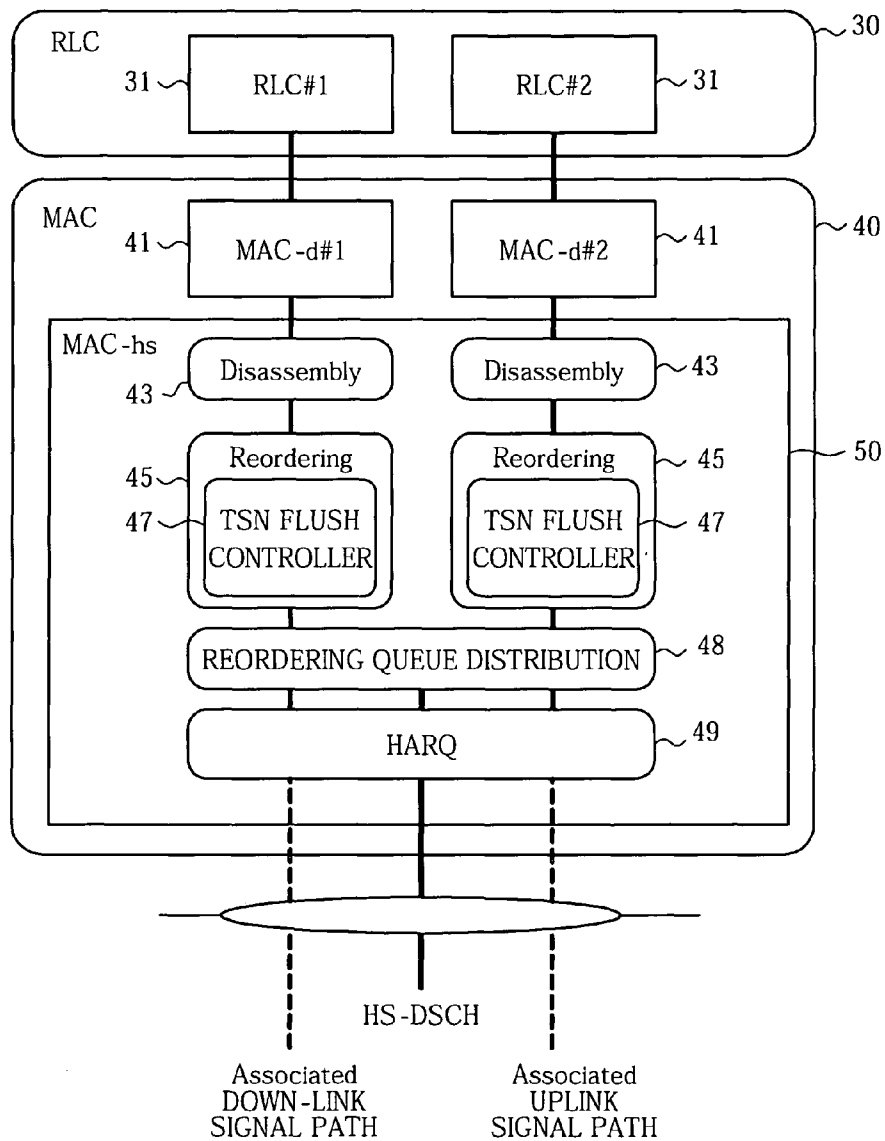 RLC
30
31
RLC#1
RLC#2
31
MAC
40
41
MAC-d#1
MAC-d#2
41
MAC-hs
43
Disassembly
Disassembly
43
50
45
Reordering
Reordering
45
47
TSN FLUSH
CONTROLLER
TSN FLUSH
CONTROLLER
47
REORDERING QUEUE DISTRIBUTION
48
HARQ
49
HS-DSCH
Associated
DOWN-LINK
SIGNAL PATH
Associated
UPLINK
SIGNAL PATH